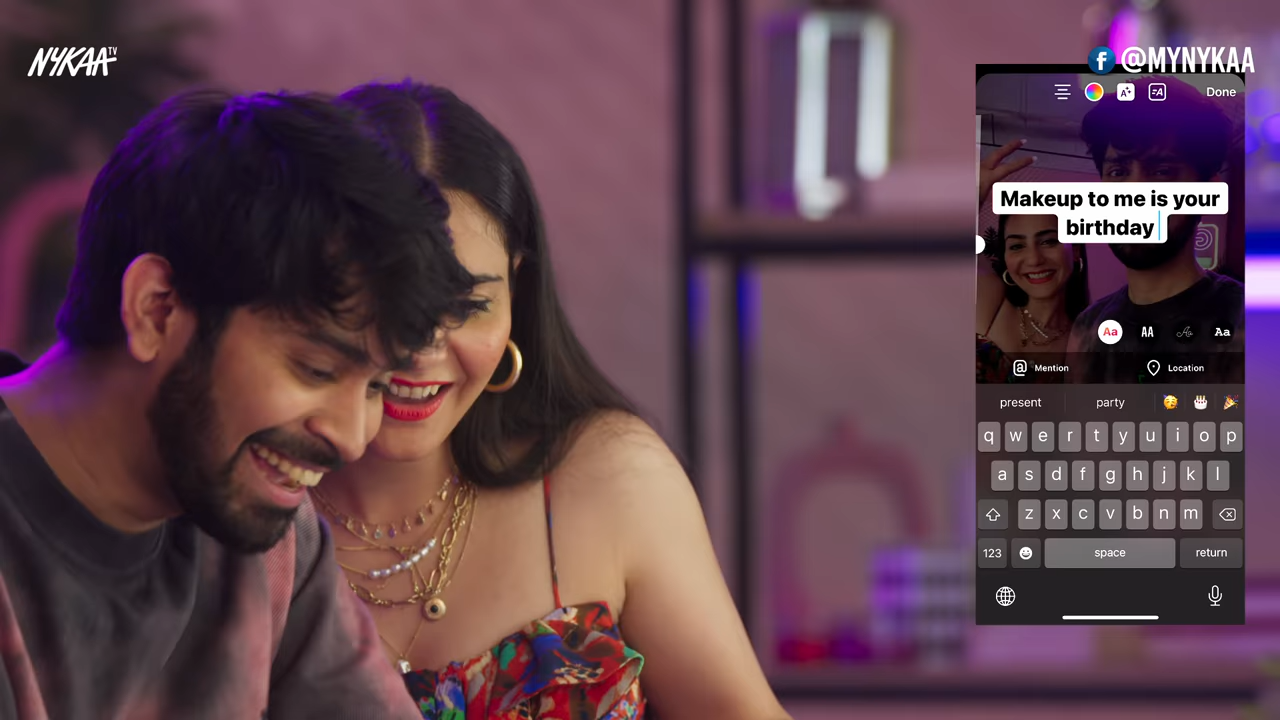 NYKAA TV
f @MYNYKAA
Done
Makeup to me is your
birthday
Aa AA Aa Aa
@ Mention Location
present party 🥳 🎂 🎉
q w e r t y u i o p
a s d f g h j k l
z x c v b n m
123 space return